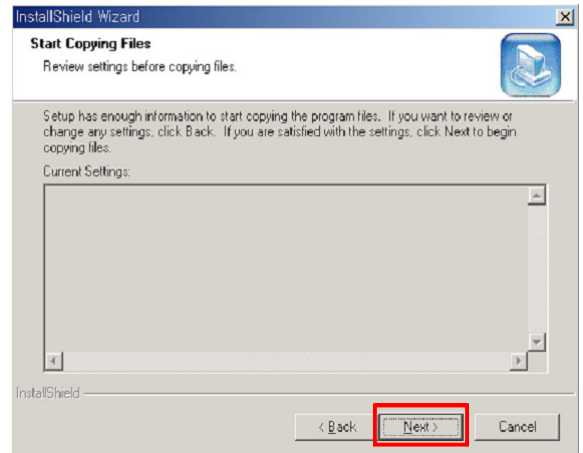 InstallShield Wizard
Start Copying Files
Review settings before copying files.
Setup has enough information to start copying the program files. If you want to review or
change any settings, click Back. If you are satisfied with the settings, click Next to begin
copying files.
Current Settings:
InstallShield
< Back
Next >
Cancel